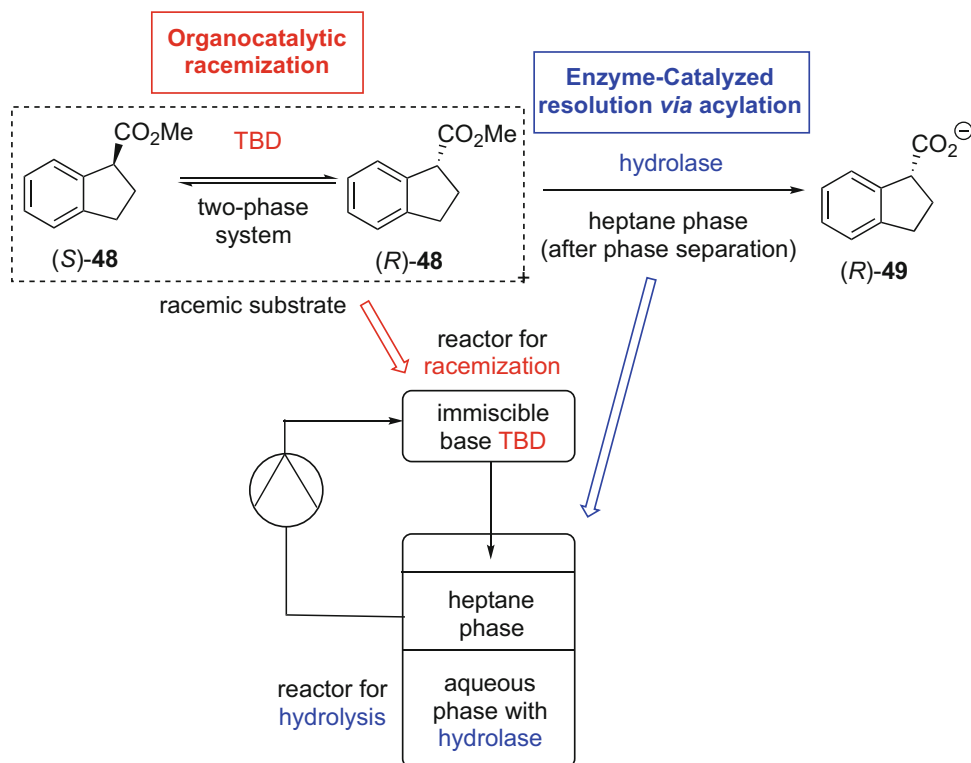 Organocatalytic
racemization
Enzyme-Catalyzed
resolution via acylation
CO2Me
TBD
two-phase
system
CO2Me
hydrolase
heptane phase
(after phase separation)
CO2 ⊖
(S)-48
(R)-48
(R)-49
+
racemic substrate
reactor for
racemization
immiscible
base TBD
heptane
phase
reactor for
hydrolysis
aqueous
phase with
hydrolase